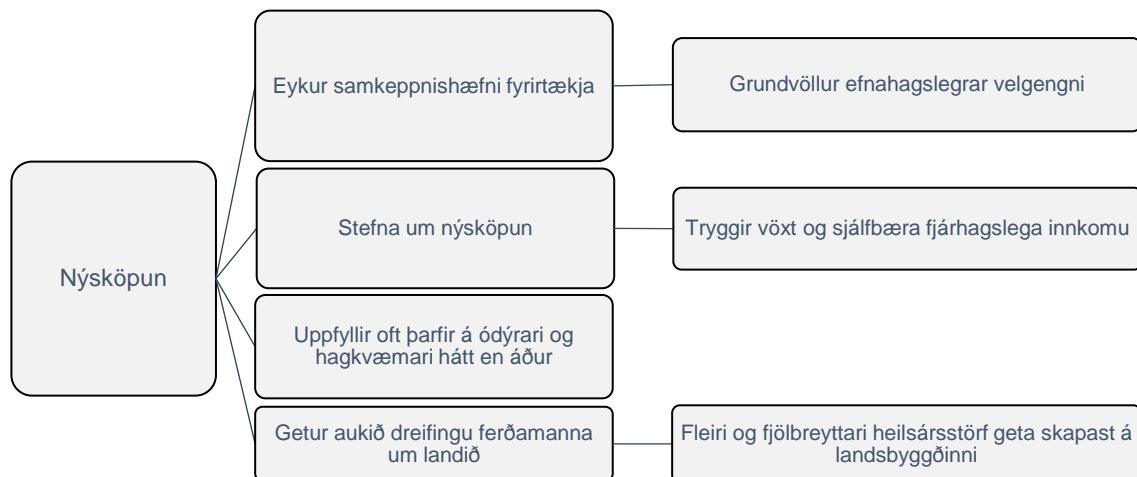 Nýsköpun
Eykur samkeppnishæfni fyrirtækja
Grundvöllur efnahagslegrar velgengni
Stefna um nýsköpun
Tryggir vöxt og sjálfbæra fjárhagslega innkomu
Uppfyllir oft þarfir á ódýrari og
hagkvæmari hátt en áður
Getur aukið dreifingu ferðamanna
um landið
Fleiri og fjölbreyttari heilsársstörf geta skapast á
landsbyggðinni